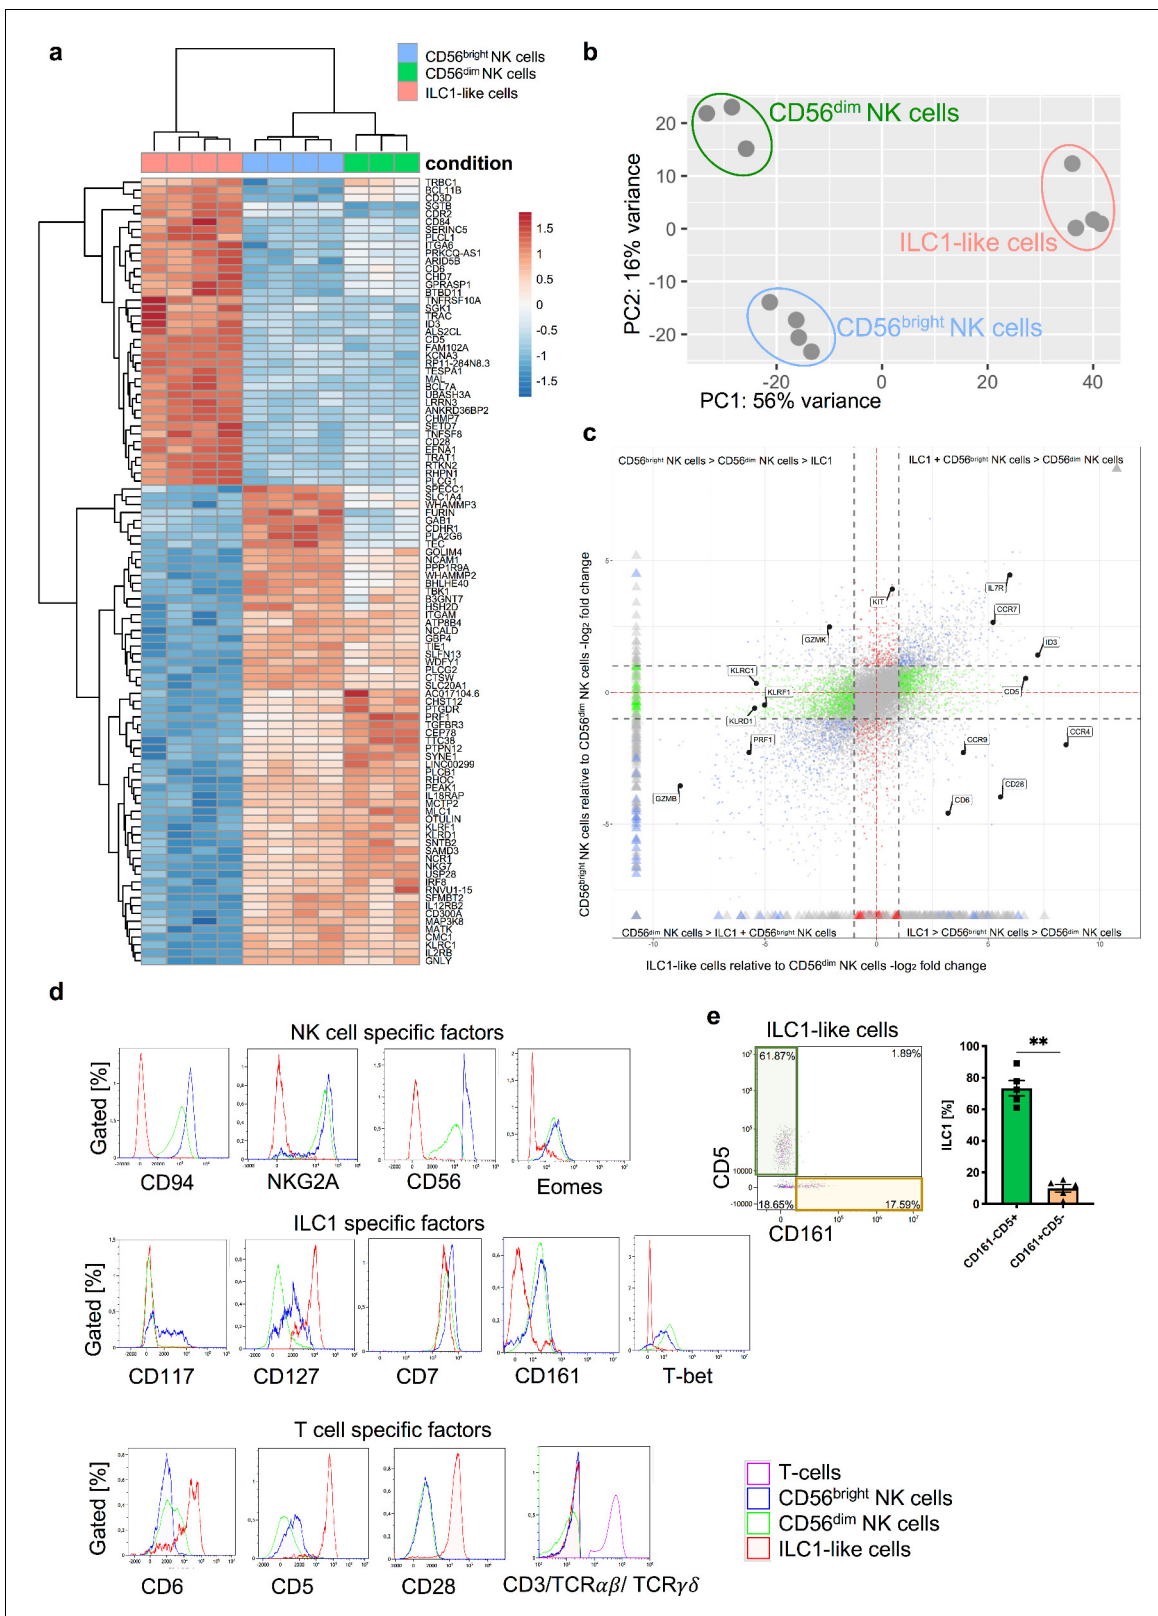 a
CD56bright NK cells
CD56dim NK cells
ILC1-like cells
condition
TRBC1
BCL11B
CD3D
SGTB
CDR2
CD84
SERINC5
PLCL1
ITGA6
PRKCQ-AS1
ARID5B
CD6
CHD7
GPRASP1
BTBD11
TNFRSF10A
SGK1
TRAC
ID3
ALS2CL
CD5
FAM102A
KCNA3
RP11-284N8.3
TESPA1
MAL
BCL7A
UBASH3A
LRRN3
ANKRD36BP2
CHMP7
SETD7
TNFSF8
CD28
EFNA1
TRAT1
RTKN2
RHPN1
PLCG1
SPECC1
SLC1A4
WHAMMP3
FURIN
GAB1
CDHR1
PLA2G6
TEC
GOLIM4
NCAM1
PPP1R9A
WHAMMP2
BHLHE40
TBK1
B3GNT7
HSH2D
ITGAM
ATP8B4
NCALD
GBP4
TIE1
SLFN13
WDFY1
PLCG2
CTSW
SLC20A1
AC017104.6
CHST12
PTGDR
PRF1
TGFBR3
CEP78
TTC38
PTPN12
SYNE1
LINC00299
PLCB1
RHOC
PEAK1
IL18RAP
MCTP2
MLC1
OTULIN
KLRF1
KLRD1
SNTB2
SAMD3
NCR1
NKG7
USP28
IRF8
RNVU1-15
SFMBT2
IL12RB2
CD300A
MAP3K8
MATK
CMC1
KLRC1
IL2RB
GNLY
1.5
1
0.5
0
-0.5
-1
-1.5
b
PC2: 16% variance
20
10
0
-10
-20
CD56dim NK cells
ILC1-like cells
CD56bright NK cells
-20
0
20
40
PC1: 56% variance
c
CD56bright NK cells > CD56dim NK cells > ILC1
ILC1 + CD56bright NK cells > CD56dim NK cells
CD56bright NK cells relative to CD56dim NK cells -log2 fold change
5
0
-5
KIT
IL7R
CCR7
GZMK
ID3
KLRC1
KLRF1
CD5
KLRD1
PRF1
CCR9
CCR4
GZMB
CD28
CD6
CD56dim NK cells > ILC1 + CD56bright NK cells
ILC1 > CD56bright NK cells > CD56dim NK cells
-10
-5
0
5
10
ILC1-like cells relative to CD56dim NK cells -log2 fold change
d
NK cell specific factors
Gated [%]
CD94
NKG2A
CD56
Eomes
ILC1 specific factors
Gated [%]
CD117
CD127
CD7
CD161
T-bet
T cell specific factors
Gated [%]
CD6
CD5
CD28
CD3/TCRαβ/ TCRγδ
T-cells
CD56bright NK cells
CD56dim NK cells
ILC1-like cells
e
ILC1-like cells
61.87%
1.89%
18.65%
17.59%
CD5
CD161
ILC1 [%]
100
80
60
40
20
0
**
CD161-CD5+
CD161+CD5-